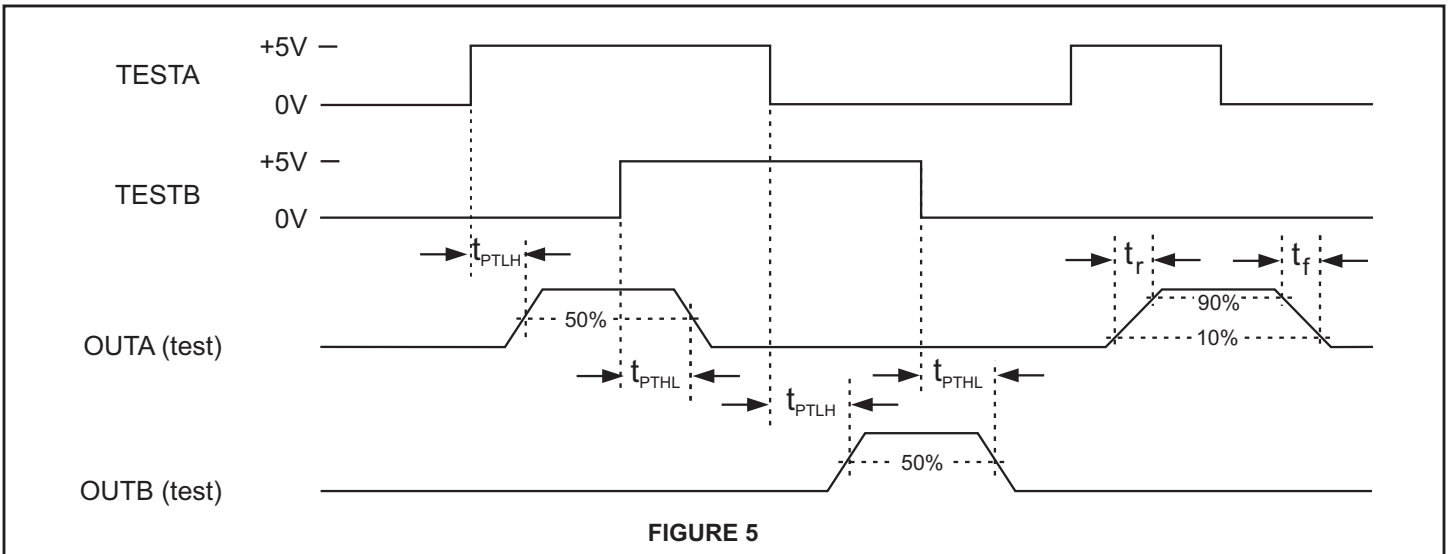 +5V
TESTA
0V
+5V
TESTB
0V
tPTLH
tr
tf
90%
50%
10%
OUTA (test)
tPTHL
tPTHL
tPTLH
50%
OUTB (test)
FIGURE 5